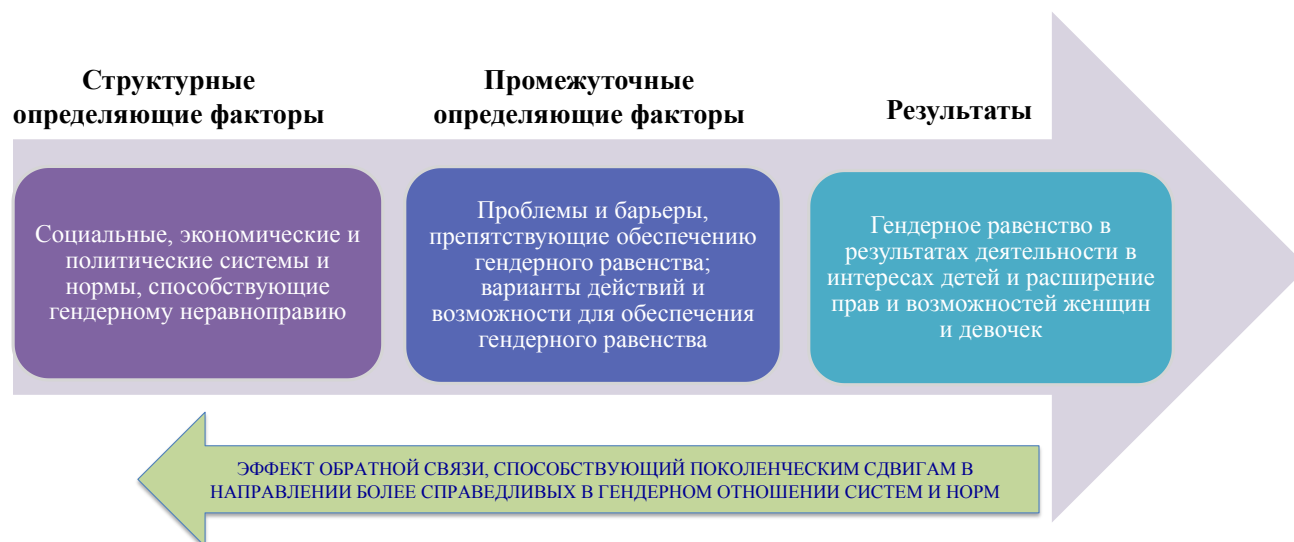 Структурные
определяющие факторы
Промежуточные
определяющие факторы
Результаты
Социальные, экономические и
политические системы и
нормы, способствующие
гендерному неравноправию
Проблемы и барьеры,
препятствующие обеспечению
гендерного равенства;
варианты действий и
возможности для обеспечения
гендерного равенства
Гендерное равенство в
результатах деятельности в
интересах детей и расширение
прав и возможностей женщин
и девочек
ЭФФЕКТ ОБРАТНОЙ СВЯЗИ, СПОСОБСТВУЮЩИЙ ПОКОЛЕНЧЕСКИМ СДВИГАМ В
НАПРАВЛЕНИИ БОЛЕЕ СПРАВЕДЛИВЫХ В ГЕНДЕРНОМ ОТНОШЕНИИ СИСТЕМ И НОРМ